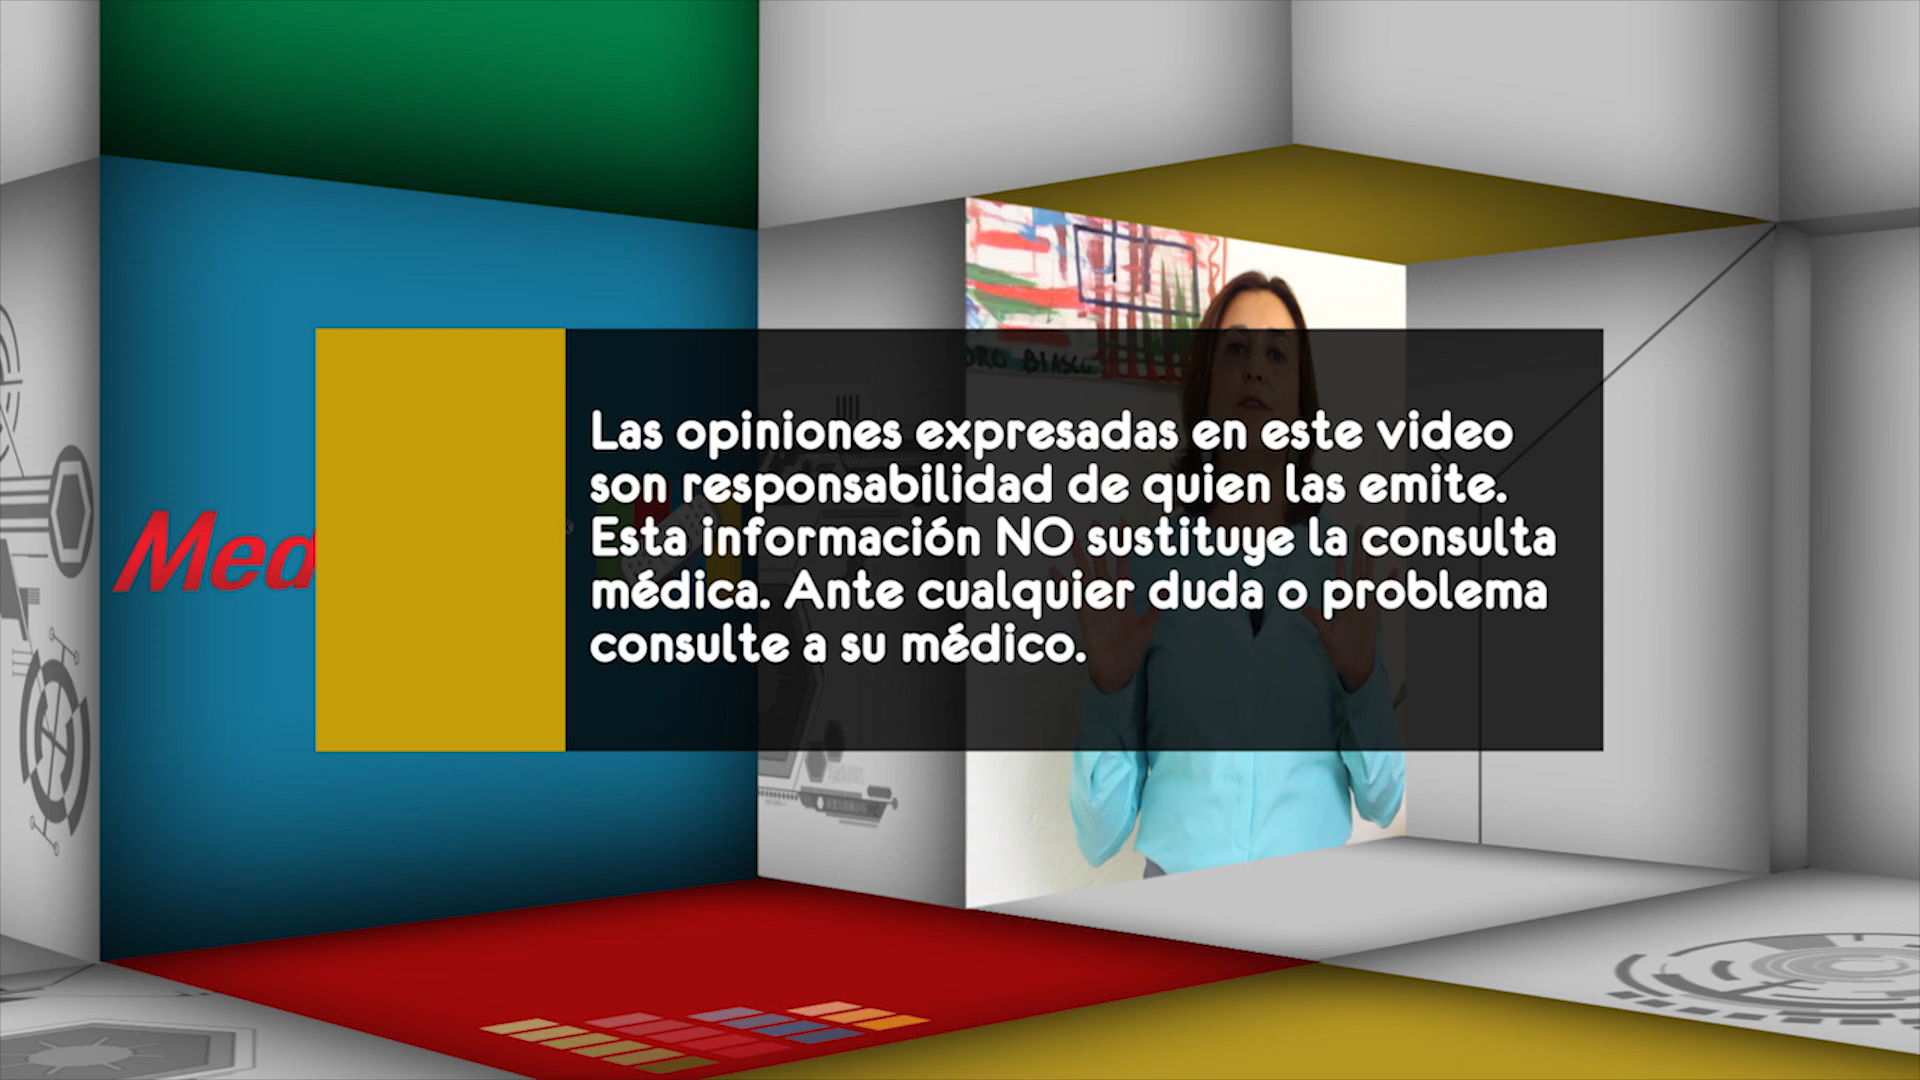 Med
Las opiniones expresadas en este video
son responsabilidad de quien las emite.
Esta información NO sustituye la consulta
médica. Ante cualquier duda o problema
consulte a su médico.